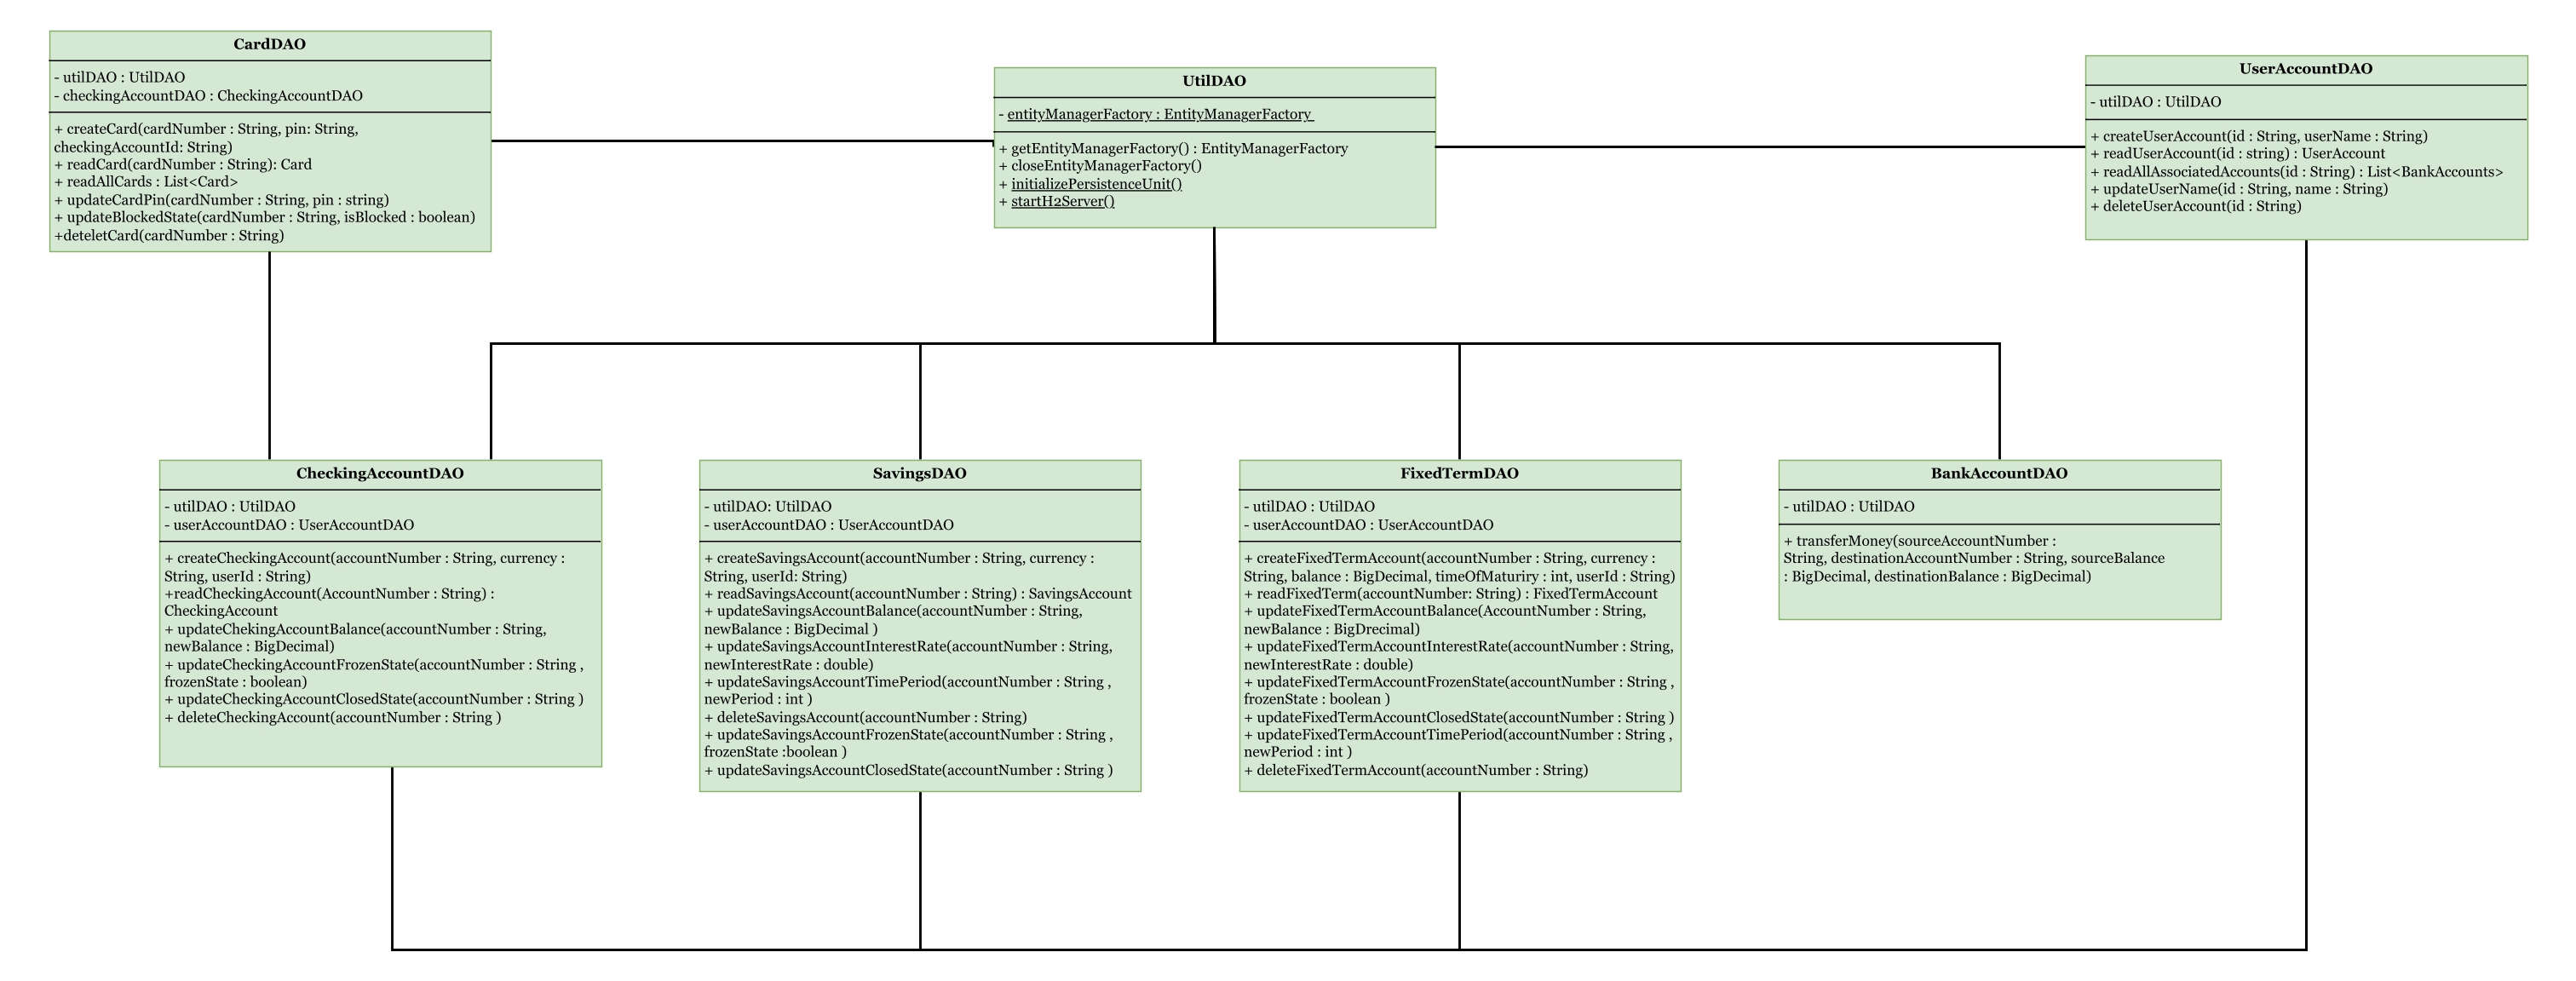 CardDAO
- utilDAO : UtilDAO
- checkingAccountDAO : CheckingAccountDAO
+ createCard(cardNumber : String, pin: String,
checkingAccountId: String)
+ readCard(cardNumber : String): Card
+ readAllCards : List<Card>
+ updateCardPin(cardNumber : String, pin : string)
+ updateBlockedState(cardNumber : String, isBlocked : boolean)
+deteletCard(cardNumber : String)
UtilDAO
- entityManagerFactory : EntityManagerFactory
+ getEntityManagerFactory() : EntityManagerFactory
+ closeEntityManagerFactory()
+ initializePersistenceUnit()
+ startH2Server()
UserAccountDAO
- utilDAO : UtilDAO
+ createUserAccount(id : String, userName : String)
+ readUserAccount(id : string) : UserAccount
+ readAllAssociatedAccounts(id : String) : List<BankAccounts>
+ updateUserName(id : String, name : String)
+ deleteUserAccount(id : String)
CheckingAccountDAO
- utilDAO : UtilDAO
- userAccountDAO : UserAccountDAO
+ createCheckingAccount(accountNumber : String, currency :
String, userId : String)
+readCheckingAccount(AccountNumber : String) :
CheckingAccount
+ updateChekingAccountBalance(accountNumber : String,
newBalance : BigDecimal)
+ updateCheckingAccountFrozenState(accountNumber : String ,
frozenState : boolean)
+ updateCheckingAccountClosedState(accountNumber : String )
+ deleteCheckingAccount(accountNumber : String )
SavingsDAO
- utilDAO: UtilDAO
- userAccountDAO : UserAccountDAO
+ createSavingsAccount(accountNumber : String, currency :
String, userId: String)
+ readSavingsAccount(accountNumber : String) : SavingsAccount
+ updateSavingsAccountBalance(accountNumber : String,
newBalance : BigDecimal )
+ updateSavingsAccountInterestRate(accountNumber : String,
newInterestRate : double)
+ updateSavingsAccountTimePeriod(accountNumber : String ,
newPeriod : int )
+ deleteSavingsAccount(accountNumber : String)
+ updateSavingsAccountFrozenState(accountNumber : String ,
frozenState :boolean )
+ updateSavingsAccountClosedState(accountNumber : String )
FixedTermDAO
- utilDAO : UtilDAO
- userAccountDAO : UserAccountDAO
+ createFixedTermAccount(accountNumber : String, currency :
String, balance : BigDecimal, timeOfMaturiry : int, userId : String)
+ readFixedTerm(accountNumber: String) : FixedTermAccount
+ updateFixedTermAccountBalance(AccountNumber : String,
newBalance : BigDrecimal)
+ updateFixedTermAccountInterestRate(accountNumber : String,
newInterestRate : double)
+ updateFixedTermAccountFrozenState(accountNumber : String ,
frozenState : boolean )
+ updateFixedTermAccountClosedState(accountNumber : String )
+ updateFixedTermAccountTimePeriod(accountNumber : String ,
newPeriod : int )
+ deleteFixedTermAccount(accountNumber : String)
BankAccountDAO
- utilDAO : UtilDAO
+ transferMoney(sourceAccountNumber :
String, destinationAccountNumber : String, sourceBalance
: BigDecimal, destinationBalance : BigDecimal)